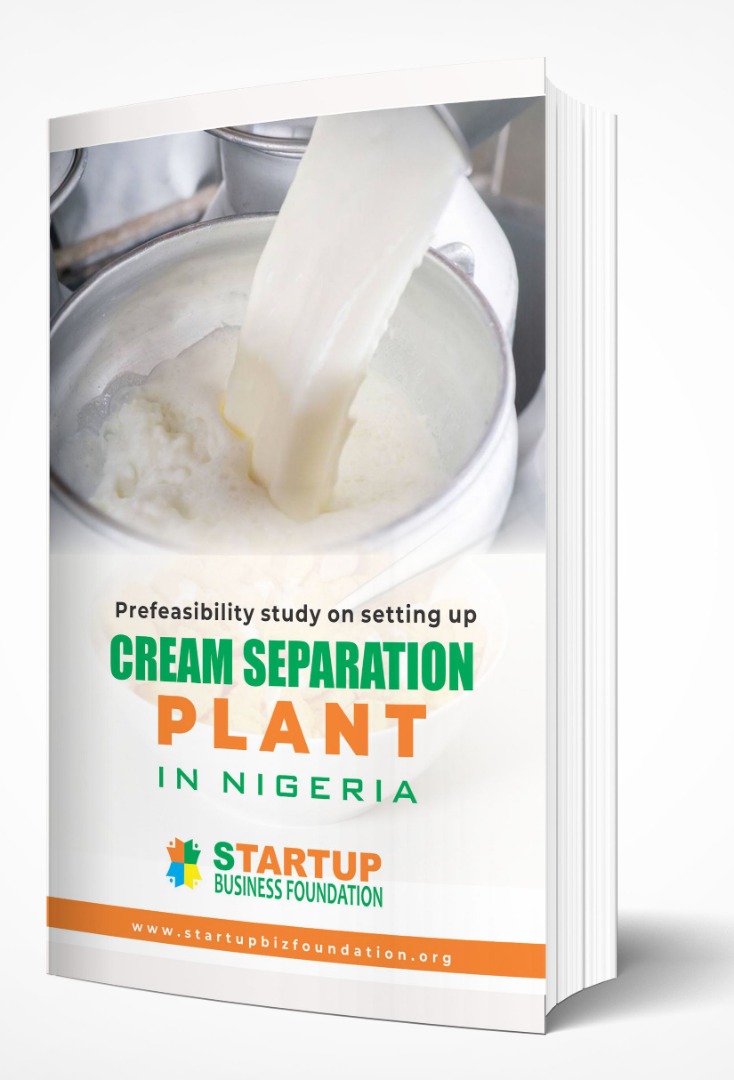 Prefeasibility study on setting up
CREAM SEPARATION
PLANT
IN NIGERIA
STARTUP
BUSINESS FOUNDATION
www.startupbizfoundation.org